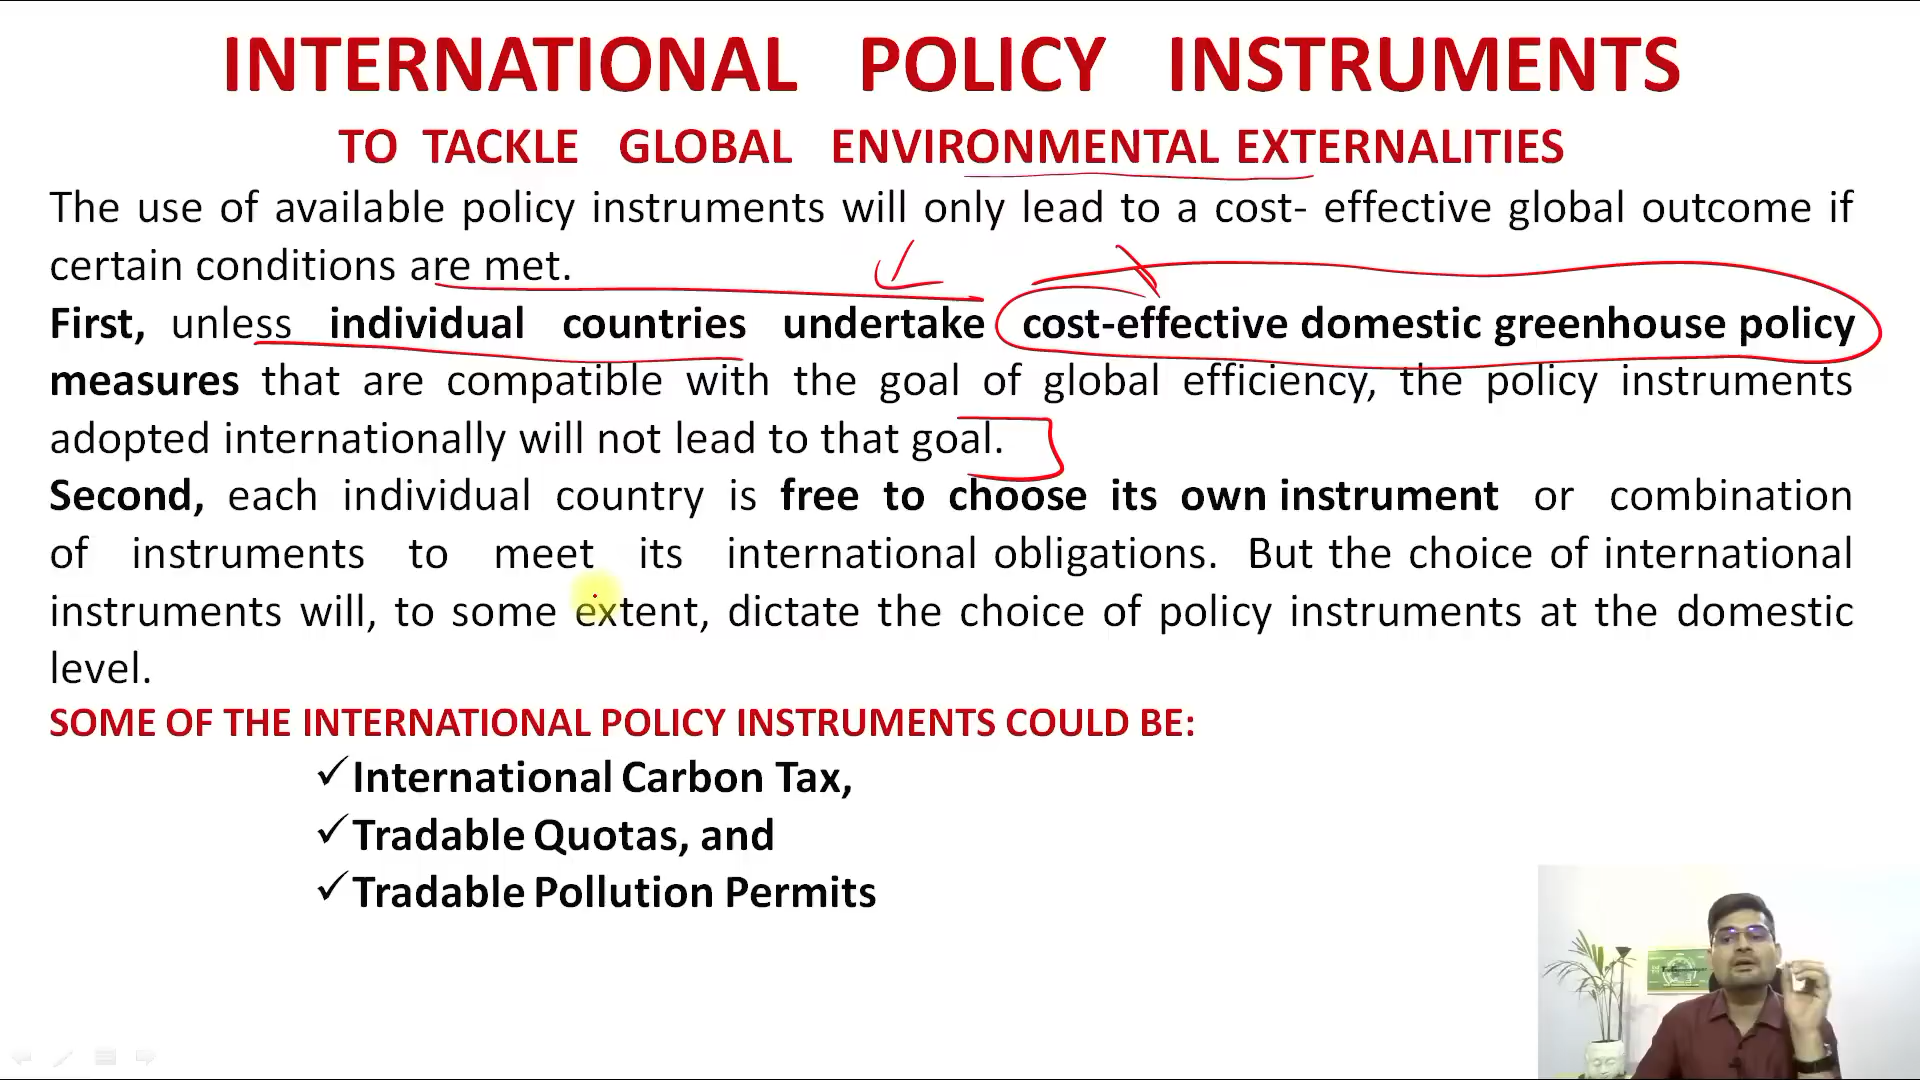 INTERNATIONAL POLICY INSTRUMENTS
TO TACKLE GLOBAL ENVIRONMENTAL EXTERNALITIES
The use of available policy instruments will only lead to a cost- effective global outcome if
certain conditions are met.
First, unless individual countries undertake cost-effective domestic greenhouse policy
measures that are compatible with the goal of global efficiency, the policy instruments
adopted internationally will not lead to that goal.
Second, each individual country is free to choose its own instrument or combination
of instruments to meet its international obligations. But the choice of international
instruments will, to some extent, dictate the choice of policy instruments at the domestic
level.
SOME OF THE INTERNATIONAL POLICY INSTRUMENTS COULD BE:
✓International Carbon Tax,
✓Tradable Quotas, and
✓Tradable Pollution Permits